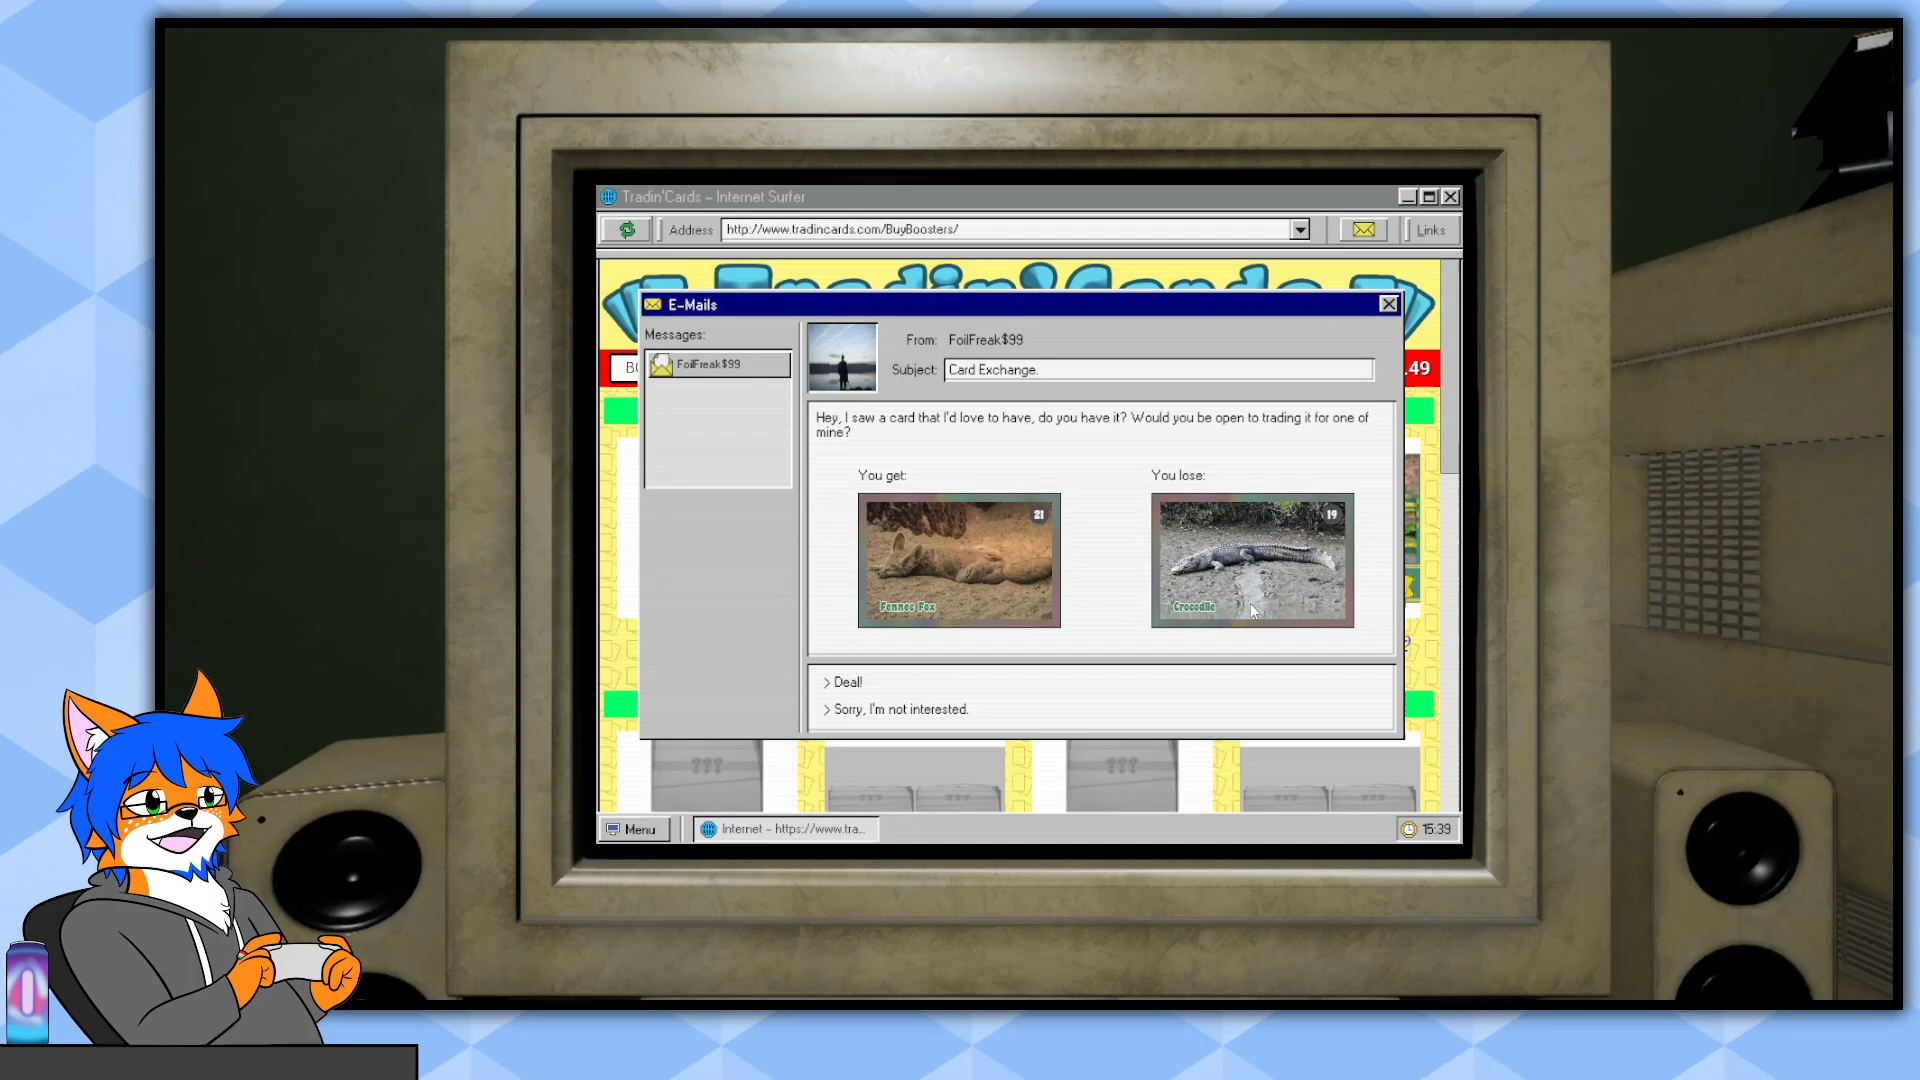 Tradin'Cards - Internet Surfer
Address http://www.tradincards.com/BuyBoosters/ Links
Tradin'Cards
E-Mails
Messages:
FoilFreak$99
From: FoilFreak$99
Subject: Card Exchange.
.49
Hey, I saw a card that I'd love to have, do you have it? Would you be open to trading it for one of
mine?
You get: You lose:
21
Fennec Fox
19
Crocodile
> Deal!
> Sorry, I'm not interested.
??? ??? ??? ??? ??? ???
Menu Internet - https://www.tra... 15:39